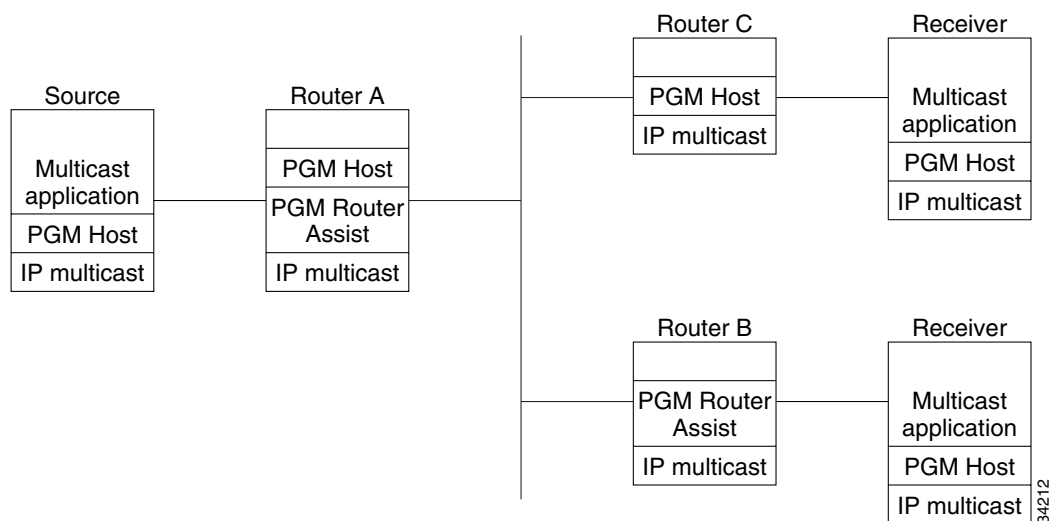 Source
Multicast
application
PGM Host
IP multicast
Router A
PGM Host
PGM Router
Assist
IP multicast
Router C
PGM Host
IP multicast
Receiver
Multicast
application
PGM Host
IP multicast
Router B
PGM Router
Assist
IP multicast
Receiver
Multicast
application
PGM Host
IP multicast
34212